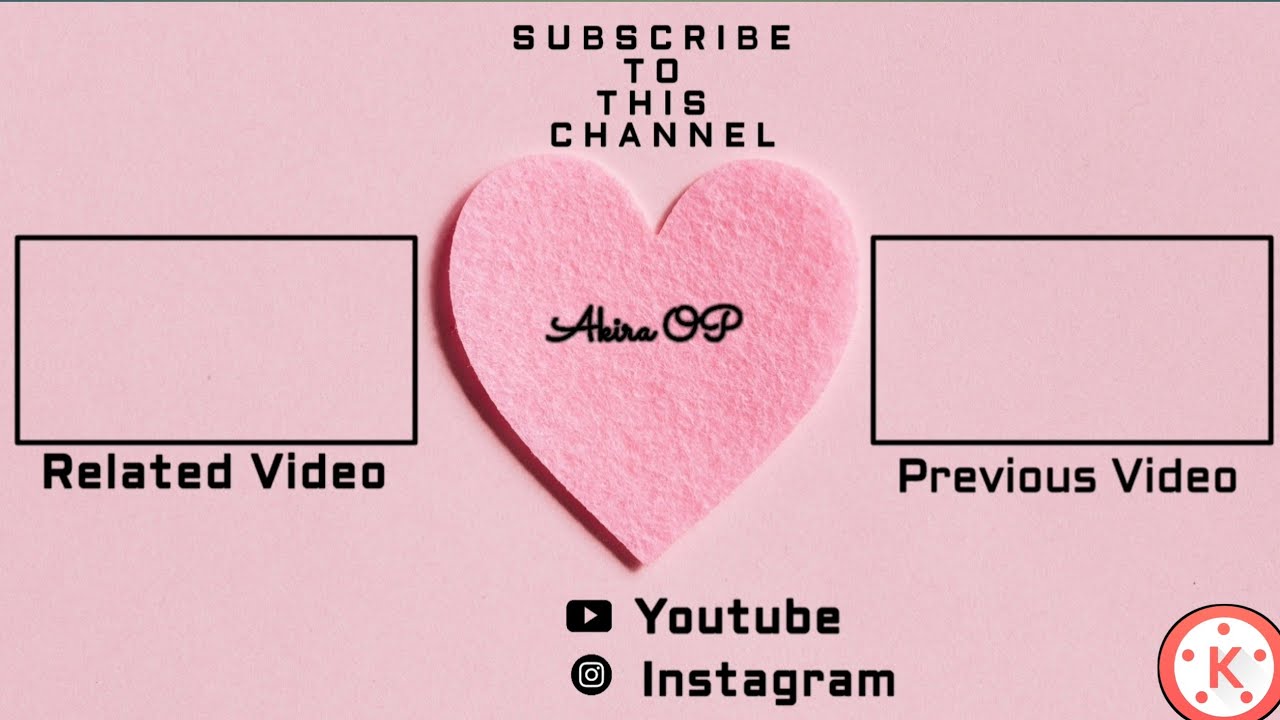 SUBSCRIBE
TO
THIS
CHANNEL
Akira OP
Related Video
Previous Video
Youtube
Instagram
K